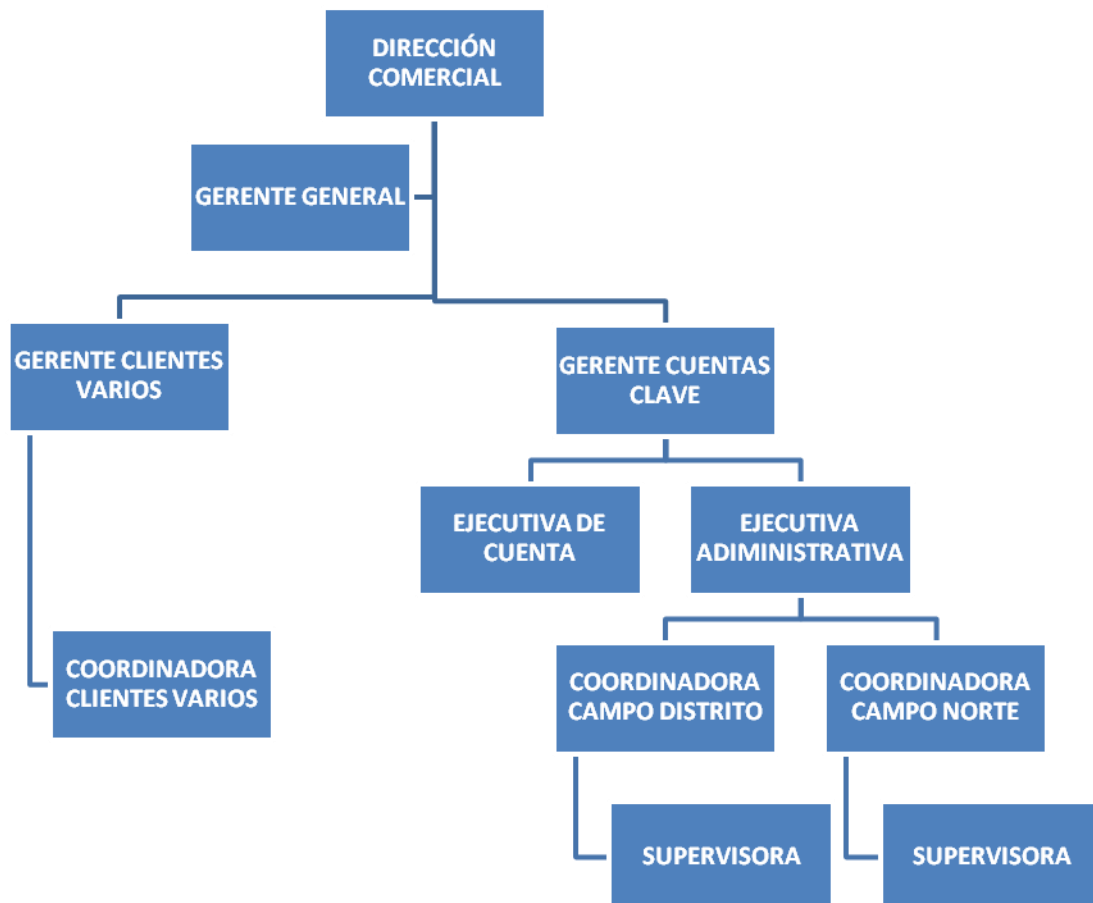 DIRECCIÓN
COMERCIAL
GERENTE GENERAL
GERENTE CLIENTES
VARIOS
GERENTE CUENTAS
CLAVE
EJECUTIVA DE
CUENTA
EJECUTIVA
ADIMINISTRATIVA
COORDINADORA
CLIENTES VARIOS
COORDINADORA
CAMPO DISTRITO
COORDINADORA
CAMPO NORTE
SUPERVISORA
SUPERVISORA